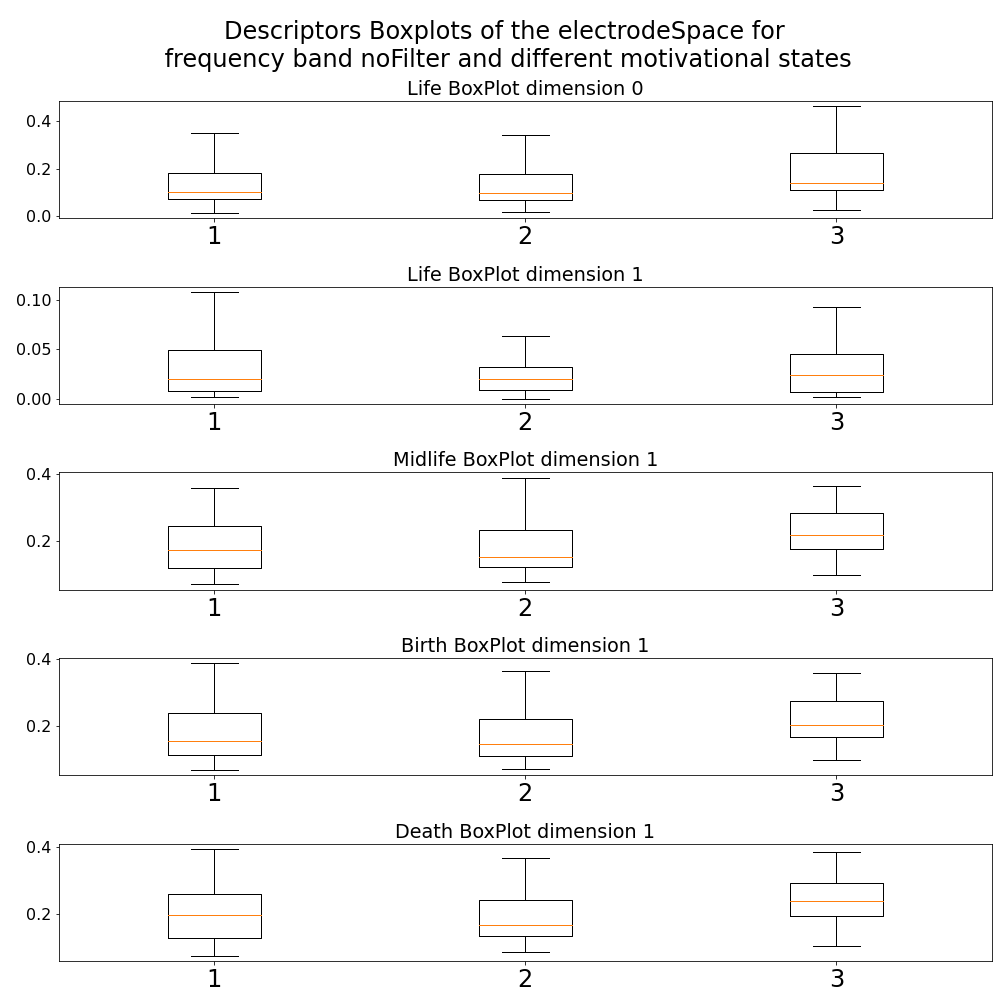 Descriptors Boxplots of the electrodeSpace for
frequency band noFilter and different motivational states
Life BoxPlot dimension 0
0.4
0.2
0.0
1 2 3
Life BoxPlot dimension 1
0.10
0.05
0.00
1 2 3
Midlife BoxPlot dimension 1
0.4
0.2
1 2 3
Birth BoxPlot dimension 1
0.4
0.2
1 2 3
Death BoxPlot dimension 1
0.4
0.2
1 2 3